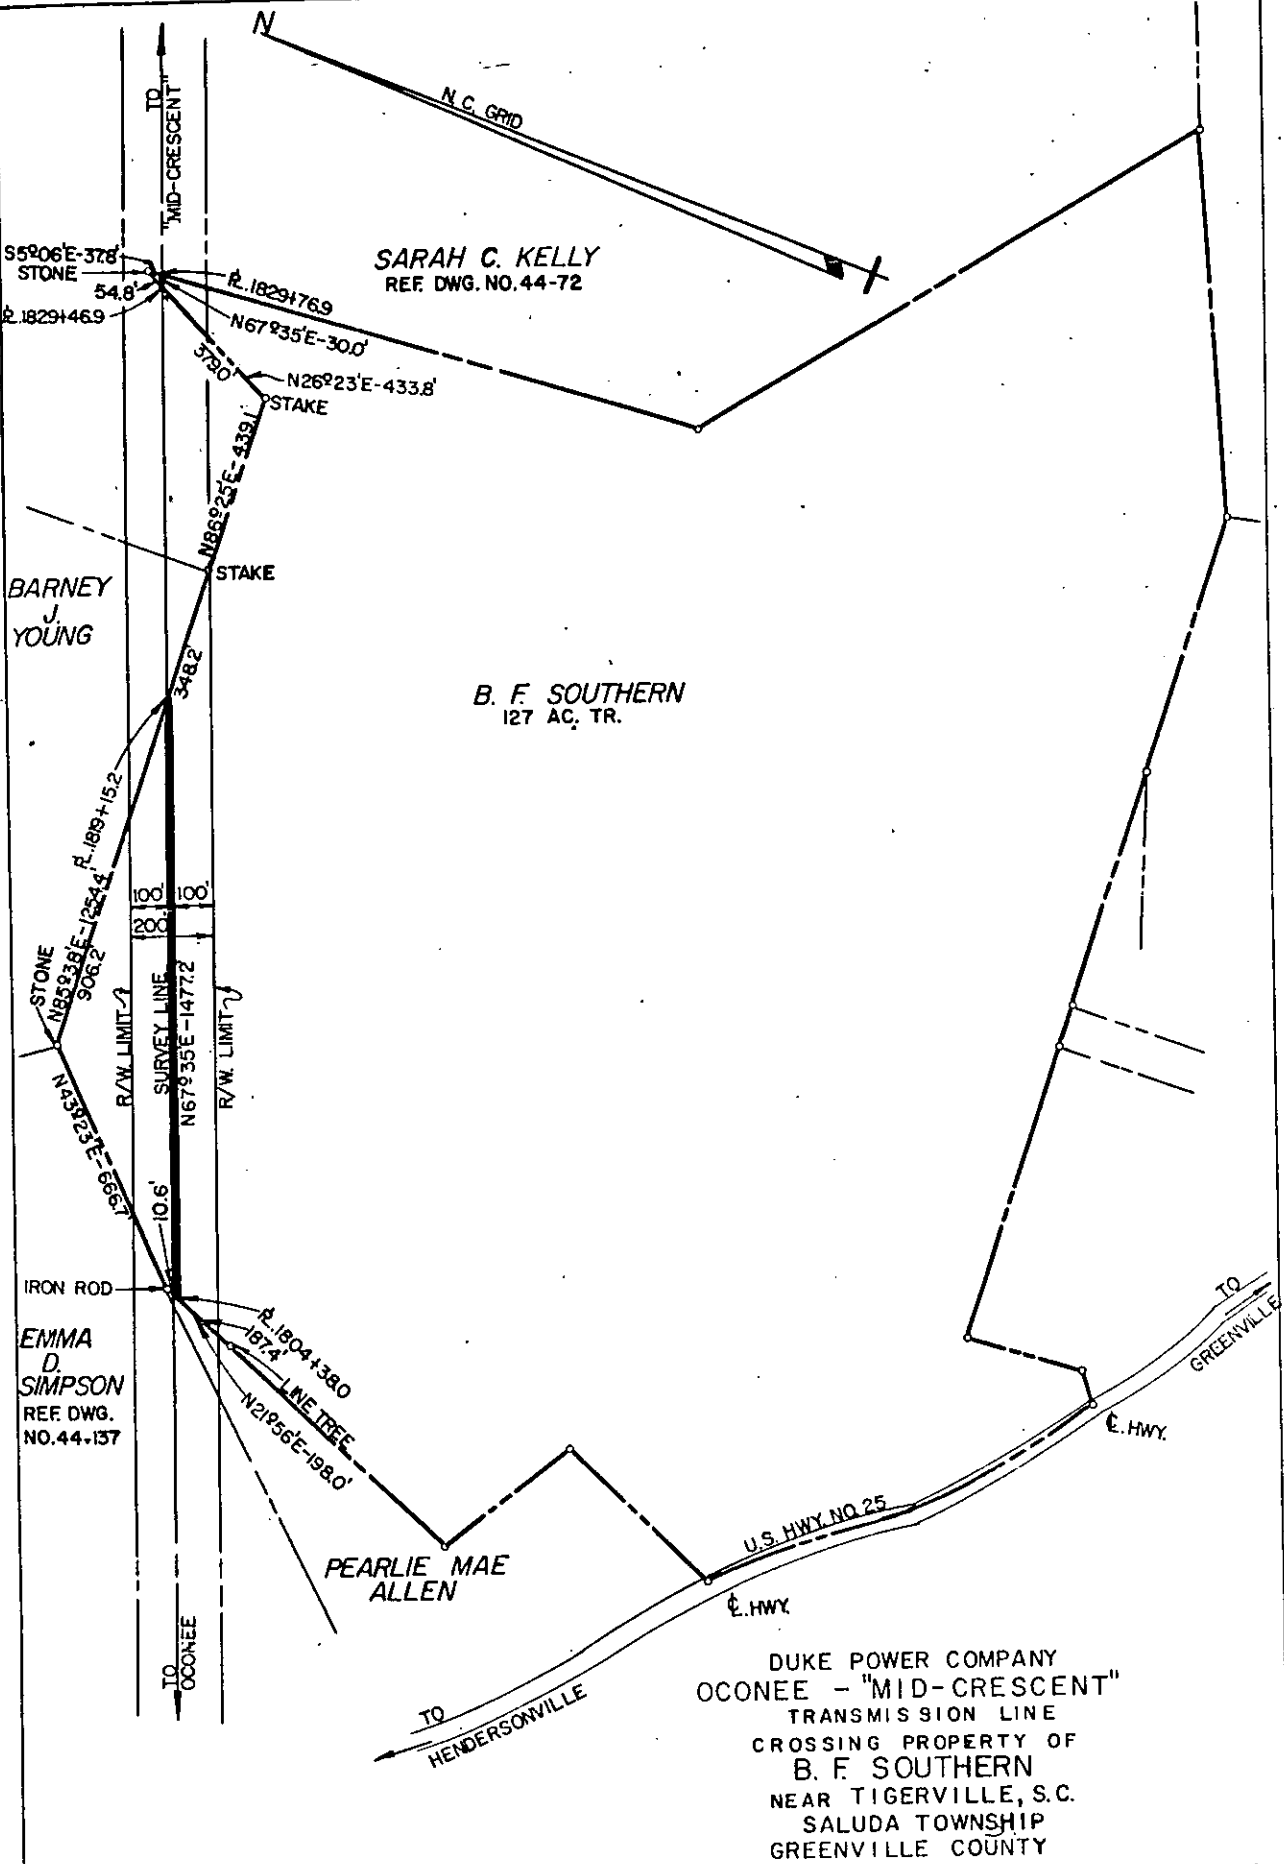 N
N.C. GRID
TO
"MID-CRESCENT"
S5°06'E-37.8'
STONE
54.8'
P.L. 1829+46.9
P.L. 1829+76.9
N67°35'E-30.0'
SARAH C. KELLY
REF. DWG. NO. 44-72
379.0'
N26°23'E-433.8'
STAKE
N86°25'E-439.1'
STAKE
BARNEY
J.
YOUNG
348.2'
B. F. SOUTHERN
127 AC. TR.
P.L. 1819+15.2
N85°38'E-1254.4'
906.2'
STONE
100' 100'
200'
R/W. LIMIT
SURVEY LINE
N67°35'E-1477.2'
R/W. LIMIT
N43°23'E-666.7'
10.6'
IRON ROD
P.L. 1804+38.0
187.4'
LINE TREE
N21°56'E-198.0'
EMMA
D.
SIMPSON
REF. DWG.
NO. 44-137
PEARLIE MAE
ALLEN
TO
OCONEE
TO
GREENVILLE
℄. HWY.
U.S. HWY. NO. 25
℄. HWY.
TO
HENDERSONVILLE
DUKE POWER COMPANY
OCONEE - "MID-CRESCENT"
TRANSMISSION LINE
CROSSING PROPERTY OF
B. F. SOUTHERN
NEAR TIGERVILLE, S.C.
SALUDA TOWNSHIP
GREENVILLE COUNTY